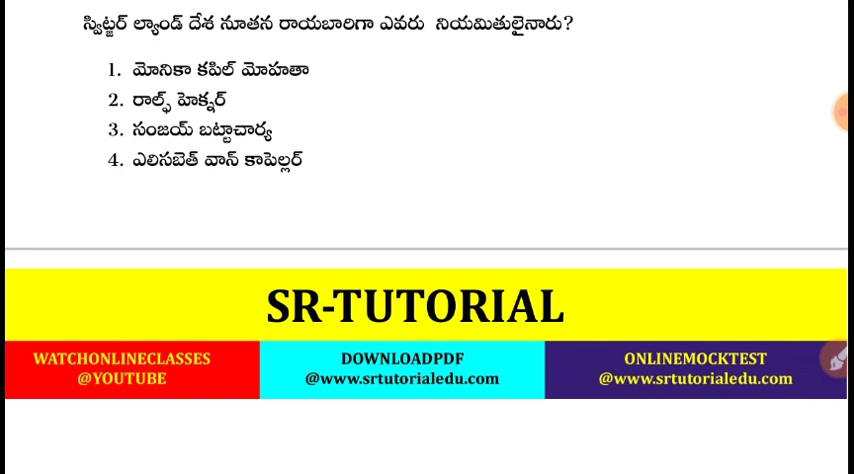 స్విట్జర్ ల్యాండ్ దేశ నూతన రాయబారిగా ఎవరు నియమితులైనారు?
1. మోనికా కపిల్ మోహతా
2. రాల్ఫ్ హెక్నర్
3. సంజయ్ బట్టాచార్య
4. ఎలిసబెత్ వాన్ కాపెల్లర్
SR-TUTORIAL
WATCHONLINECLASSES
@YOUTUBE
DOWNLOADPDF
@www.srtutorialedu.com
ONLINEMOCKTEST
@www.srtutorialedu.com